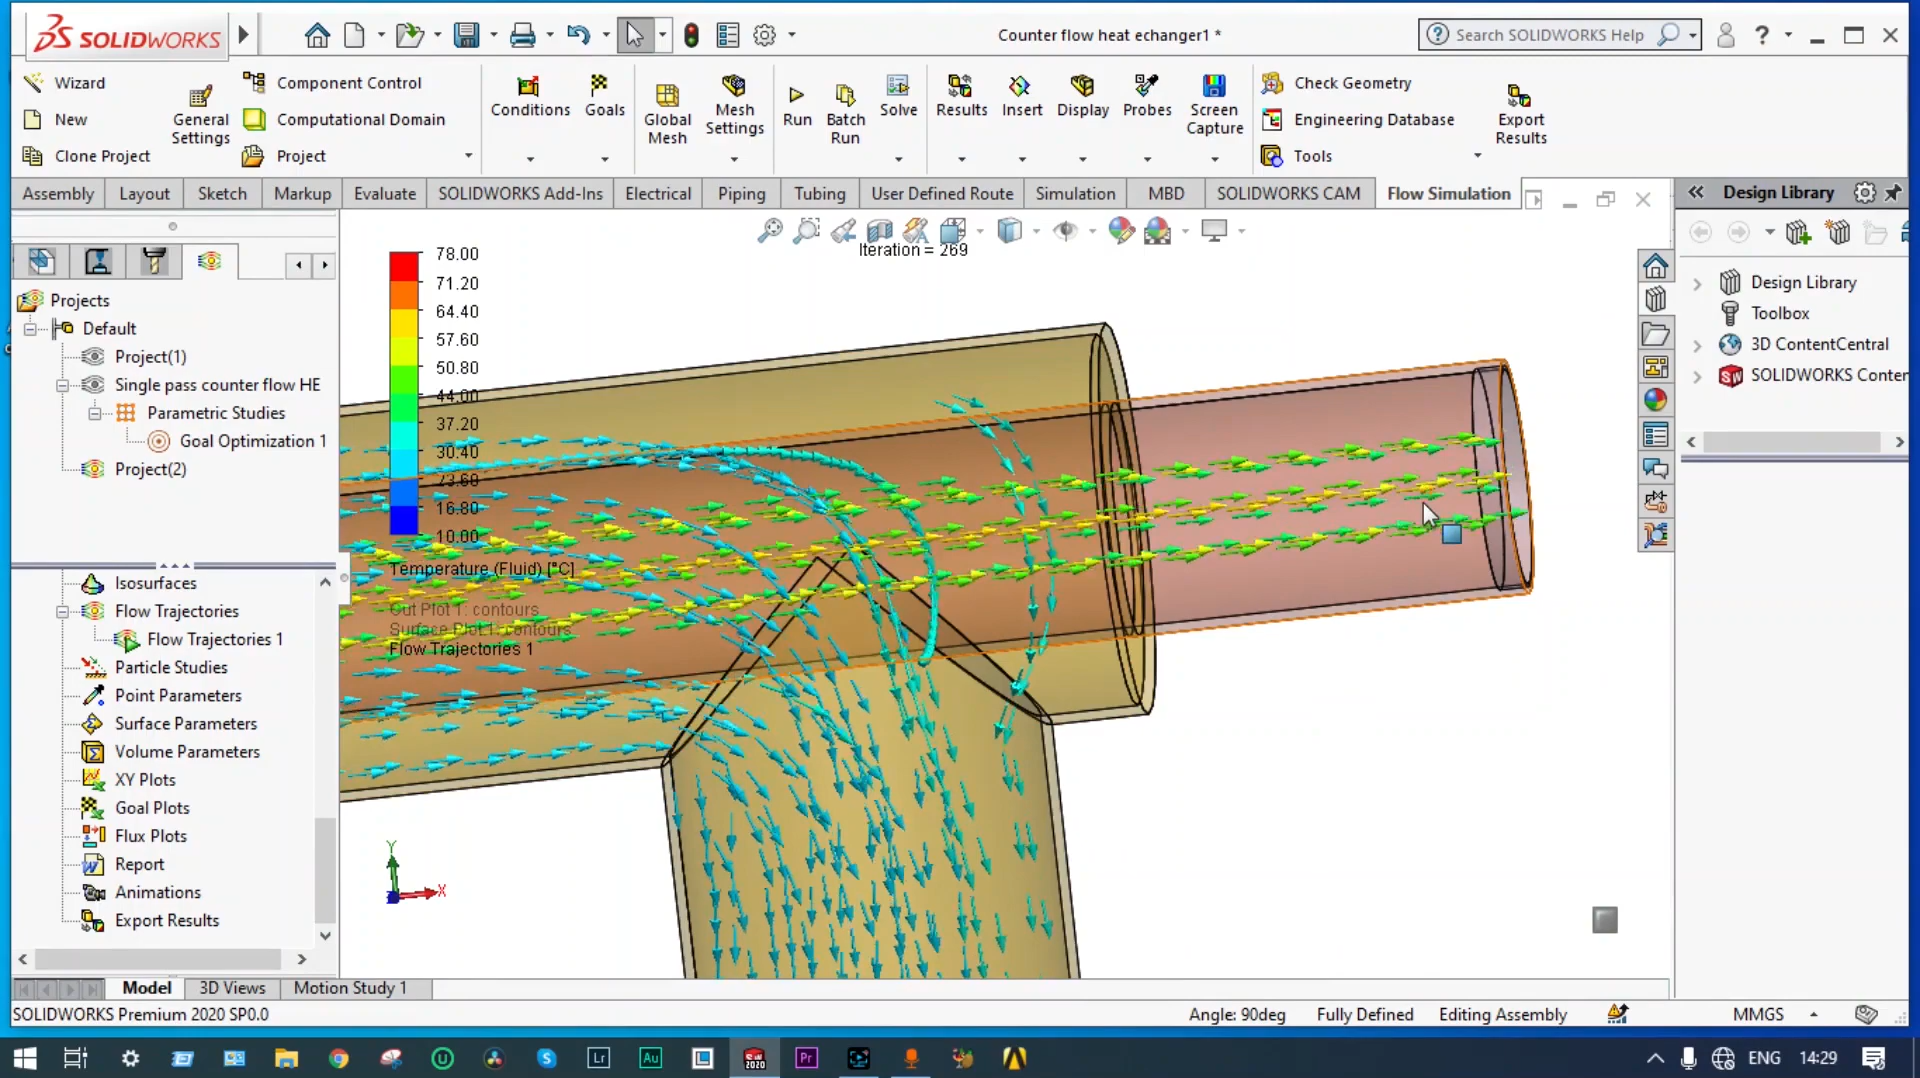 SOLIDWORKS
Counter flow heat echanger1 *
Search SOLIDWORKS Help
?
Wizard
New
Clone Project
General Settings
Component Control
Computational Domain
Project
Conditions
Goals
Global Mesh
Mesh Settings
Run
Batch Run
Solve
Results
Insert
Display
Probes
Screen Capture
Check Geometry
Engineering Database
Tools
Export Results
Assembly
Layout
Sketch
Markup
Evaluate
SOLIDWORKS Add-Ins
Electrical
Piping
Tubing
User Defined Route
Simulation
MBD
SOLIDWORKS CAM
Flow Simulation
Design Library
Iteration = 269
Projects
Default
Project(1)
Single pass counter flow HE
Parametric Studies
Goal Optimization 1
Project(2)
78.00
71.20
64.40
57.60
50.80
44.00
37.20
30.40
23.60
16.80
10.00
Temperature (Fluid) [°C]
Cut Plot 1: contours
Surface Plot 1: contours
Flow Trajectories 1
Isosurfaces
Flow Trajectories
Flow Trajectories 1
Particle Studies
Point Parameters
Surface Parameters
Volume Parameters
XY Plots
Goal Plots
Flux Plots
Report
Animations
Export Results
Y
X
Design Library
Toolbox
3D ContentCentral
SOLIDWORKS Conter
Model
3D Views
Motion Study 1
SOLIDWORKS Premium 2020 SP0.0
Angle: 90deg
Fully Defined
Editing Assembly
MMGS
Lr
Au
SW 2020
Pr
ENG
14:29